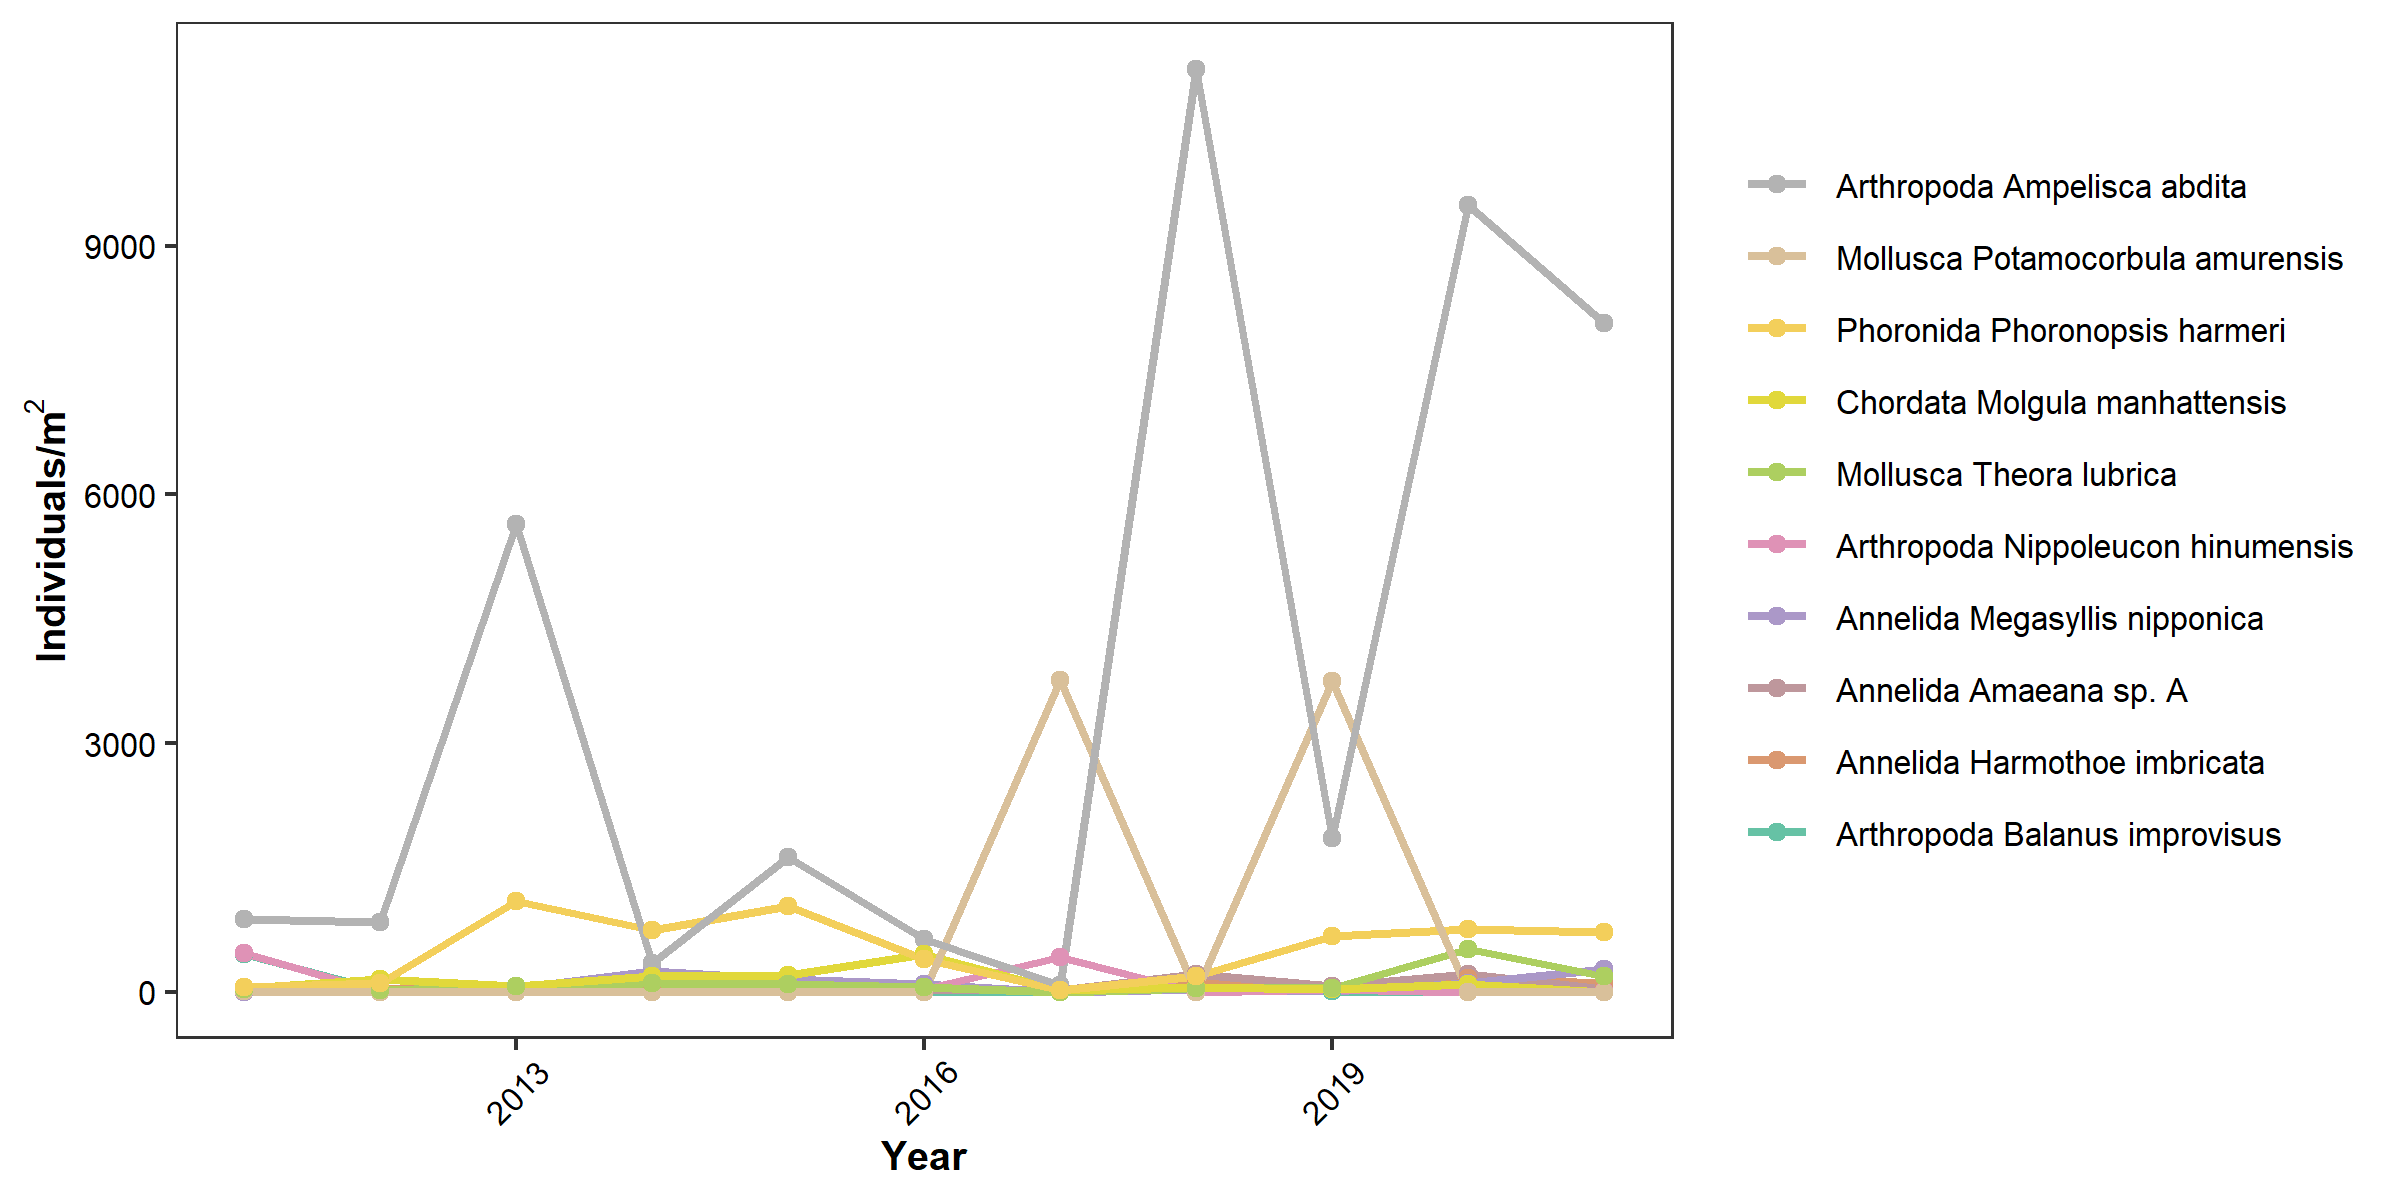 Individuals/m²
9000
6000
3000
0
2013
2016
2019
Year
Arthropoda Ampelisca abdita
Mollusca Potamocorbula amurensis
Phoronida Phoronopsis harmeri
Chordata Molgula manhattensis
Mollusca Theora lubrica
Arthropoda Nippoleucon hinumensis
Annelida Megasyllis nipponica
Annelida Amaeana sp. A
Annelida Harmothoe imbricata
Arthropoda Balanus improvisus